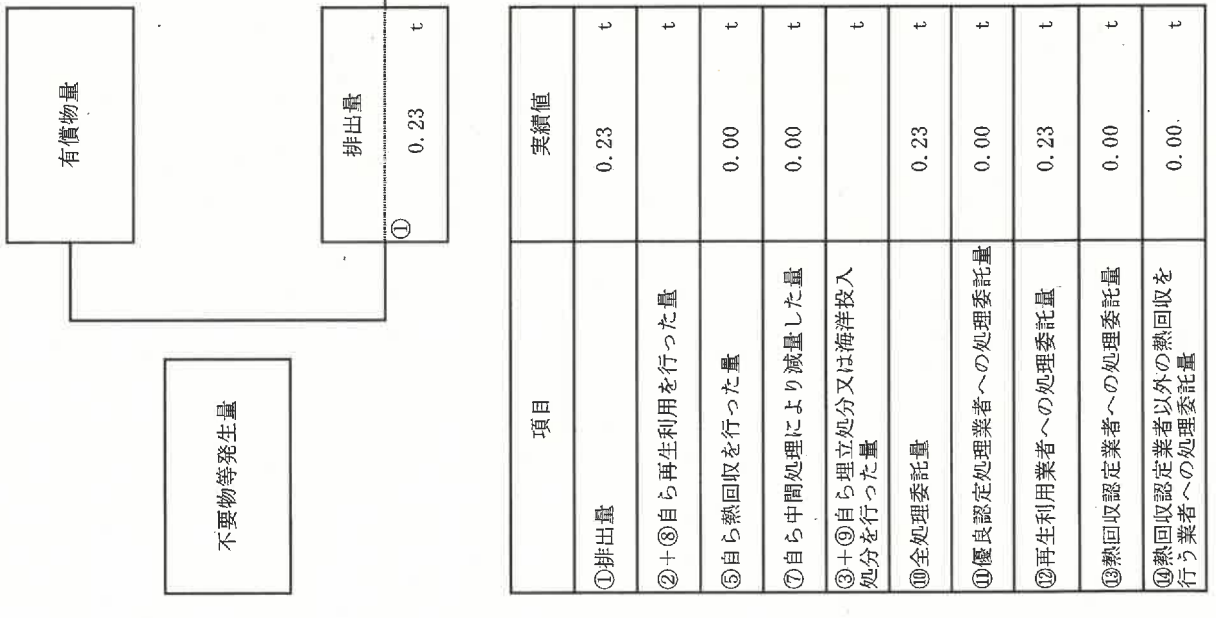 不要物等発生量
有償物量
排出量
① 0.23 t
項目 実績値
①排出量 0.23 t
②+⑧自ら再生利用を行った量 t
⑤自ら熱回収を行った量 0.00 t
⑦自ら中間処理により減量した量 0.00 t
③+⑨自ら埋立処分又は海洋投入
処分を行った量 t
⑩全処理委託量 0.23 t
⑪優良認定処理業者への処理委託量 0.00 t
⑫再生利用業者への処理委託量 0.23 t
⑬熱回収認定業者への処理委託量 0.00 t
⑭熱回収認定業者以外の熱回収を
行う業者への処理委託量 0.00 t